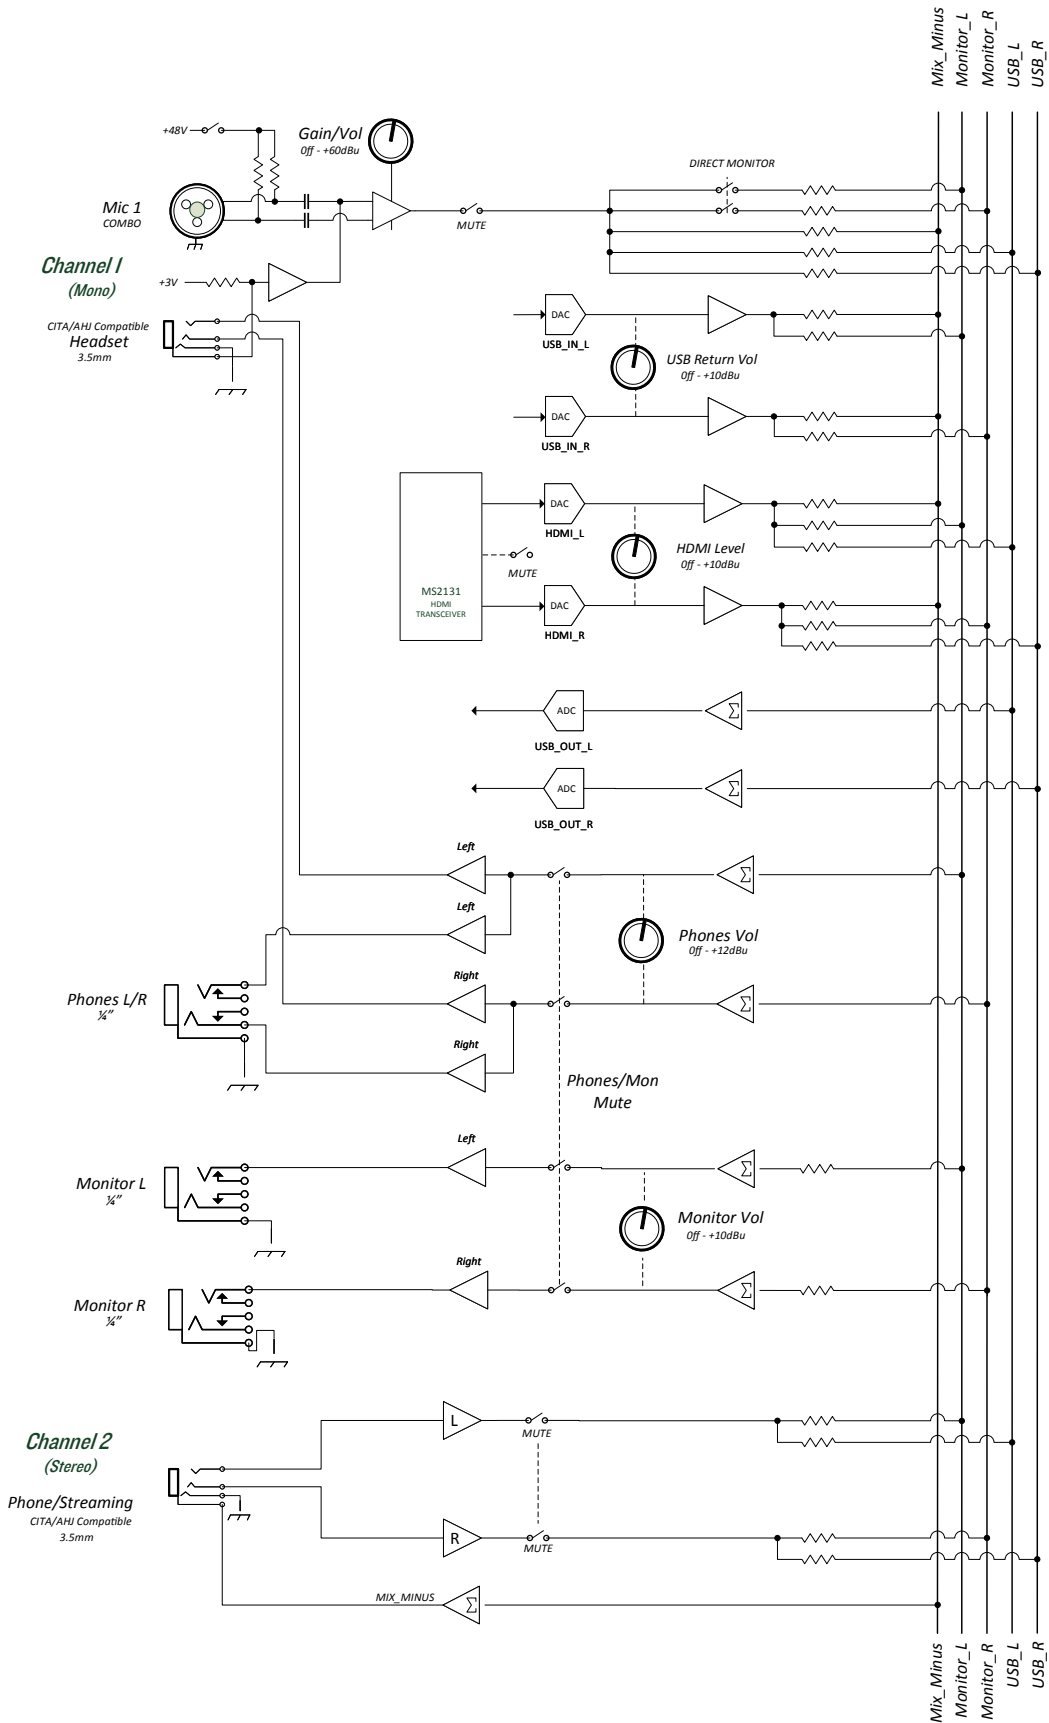 Mix_Minus
Monitor_L
Monitor_R
USB_L
USB_R
+48V
Gain/Vol
Off - +60dBu
DIRECT MONITOR
Mic 1
COMBO
MUTE
Channel 1
(Mono)
+3V
CITA/AHJ Compatible
Headset
3.5mm
DAC
USB_IN_L
USB Return Vol
Off - +10dBu
DAC
USB_IN_R
DAC
HDMI_L
HDMI Level
Off - +10dBu
MUTE
MS2131
HDMI
TRANSCEIVER
DAC
HDMI_R
ADC
Σ
USB_OUT_L
ADC
Σ
USB_OUT_R
Left
Σ
Left
Phones Vol
Off - +12dBu
Right
Phones L/R
¼"
Σ
Right
Phones/Mon
Mute
Left
Σ
Monitor L
¼"
Monitor Vol
Off - +10dBu
Right
Σ
Monitor R
¼"
L
MUTE
Channel 2
(Stereo)
Phone/Streaming
CITA/AHJ Compatible
3.5mm
R
MUTE
MIX_MINUS
Σ
Mix_Minus
Monitor_L
Monitor_R
USB_L
USB_R